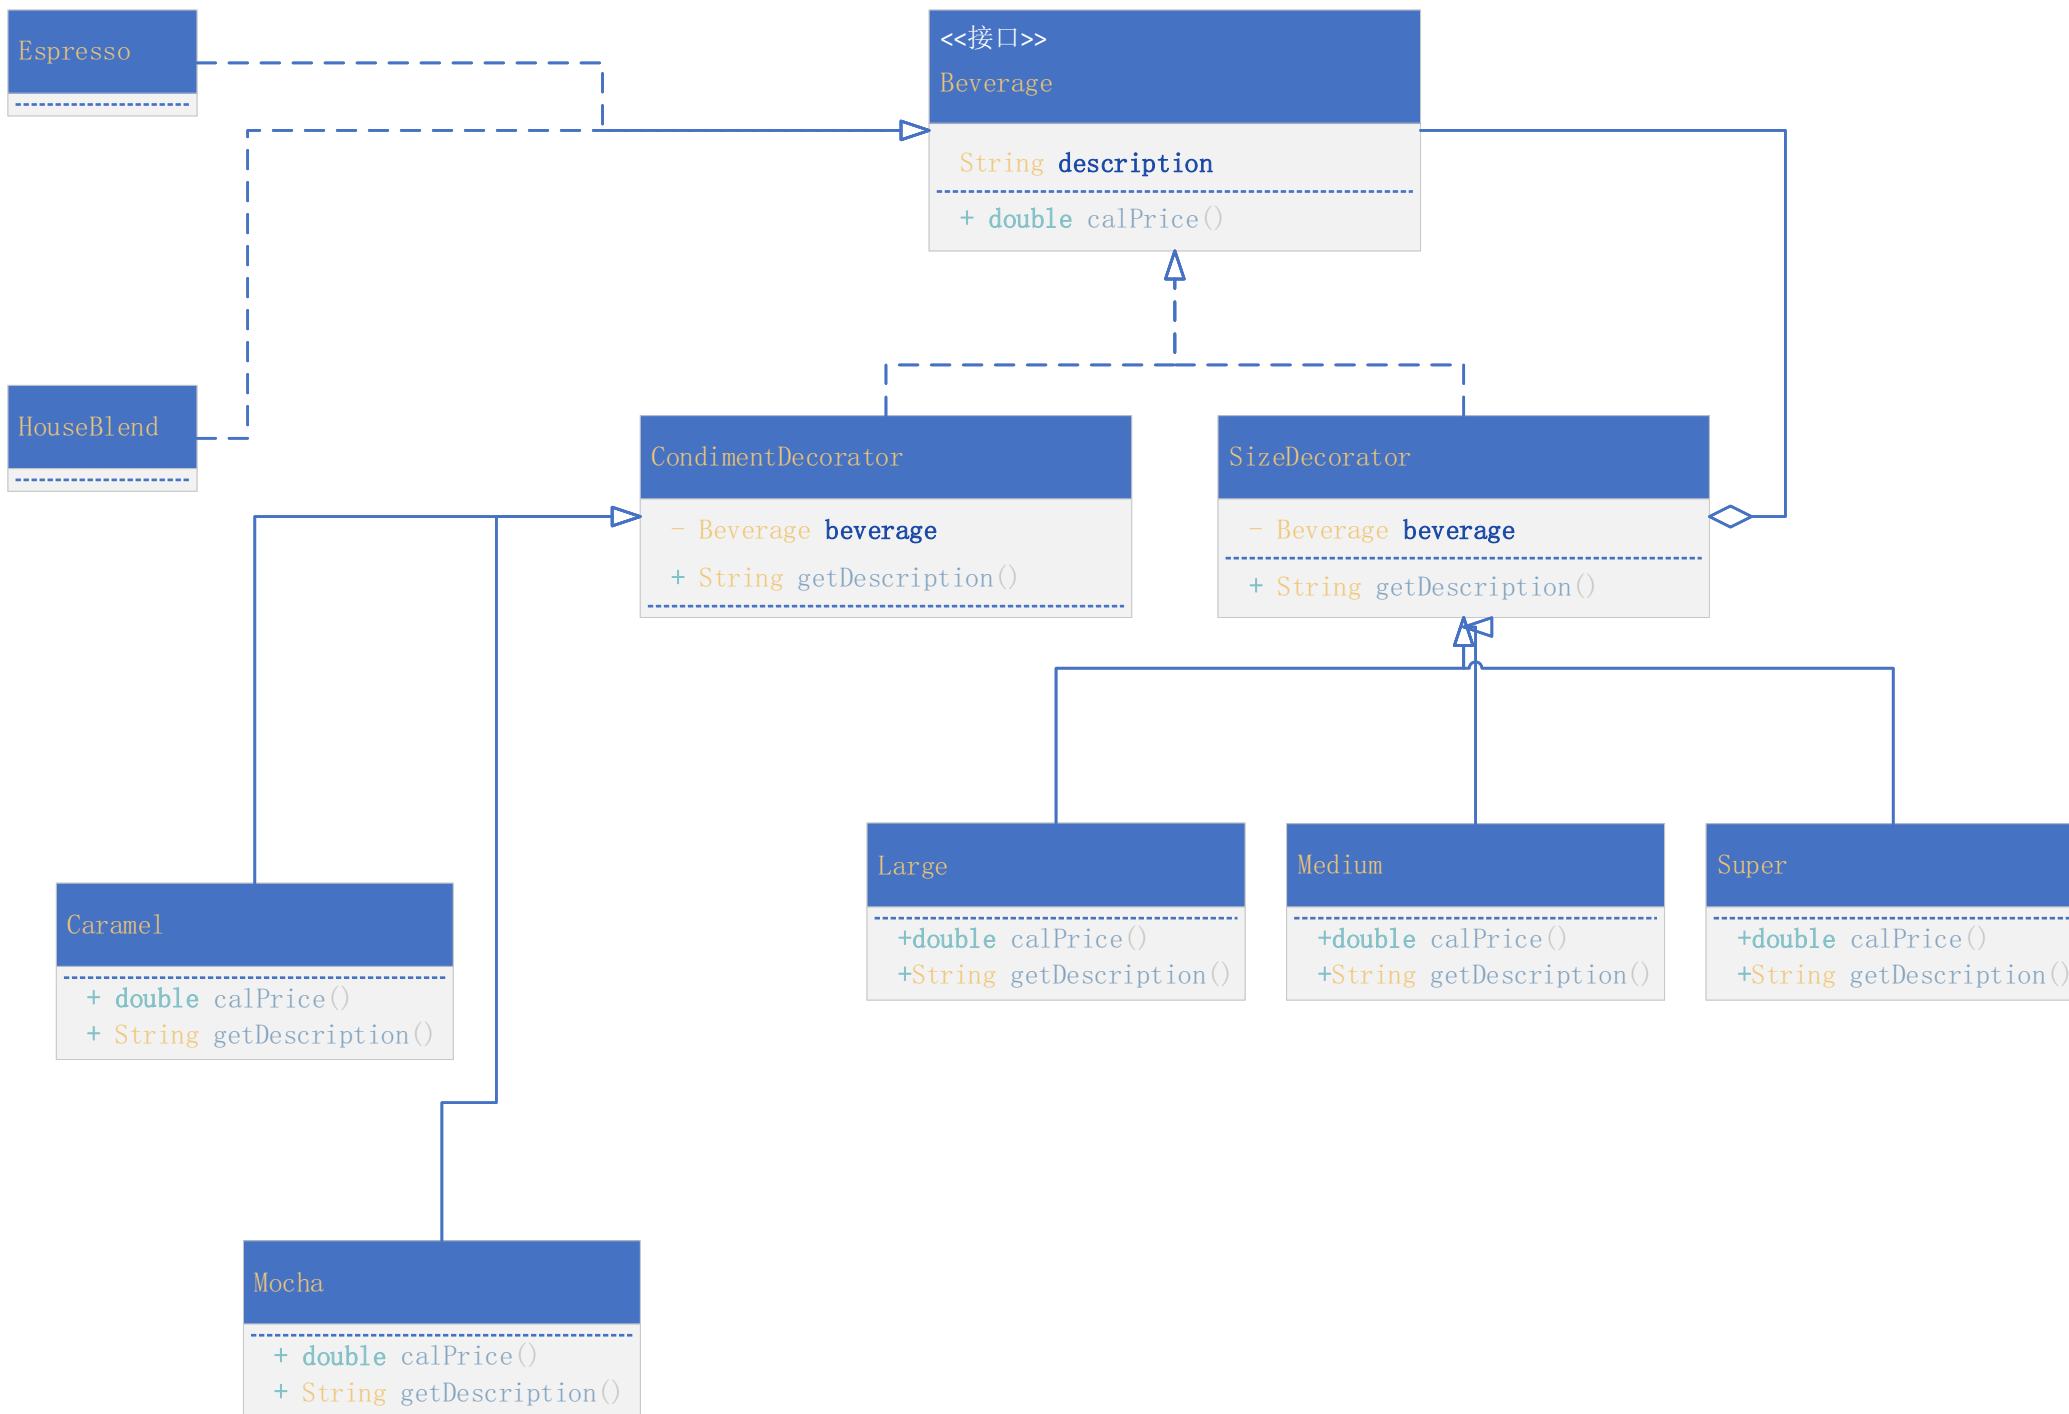 Espresso
<<接口>>
Beverage
String description
+ double calPrice()
HouseBlend
CondimentDecorator
- Beverage beverage
+ String getDescription()
SizeDecorator
- Beverage beverage
+ String getDescription()
Large
+double calPrice()
+String getDescription()
Medium
+double calPrice()
+String getDescription()
Super
+double calPrice()
+String getDescription()
Caramel
+ double calPrice()
+ String getDescription()
Mocha
+ double calPrice()
+ String getDescription()